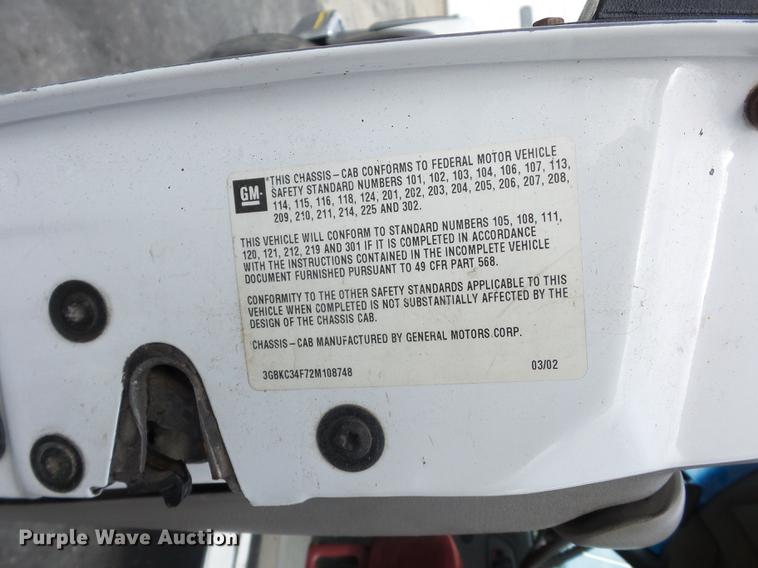 GM
*THIS CHASSIS-CAB CONFORMS TO FEDERAL MOTOR VEHICLE
SAFETY STANDARD NUMBERS 101, 102, 103, 104, 106, 107, 113,
114, 115, 116, 118, 124, 201, 202, 203, 204, 205, 206, 207, 208,
209, 210, 211, 214, 225 AND 302.
THIS VEHICLE WILL CONFORM TO STANDARD NUMBERS 105, 108, 111,
120, 121, 212, 219 AND 301 IF IT IS COMPLETED IN ACCORDANCE
WITH THE INSTRUCTIONS CONTAINED IN THE INCOMPLETE VEHICLE
DOCUMENT FURNISHED PURSUANT TO 49 CFR PART 568.
CONFORMITY TO THE OTHER SAFETY STANDARDS APPLICABLE TO THIS
VEHICLE WHEN COMPLETED IS NOT SUBSTANTIALLY AFFECTED BY THE
DESIGN OF THE CHASSIS CAB.
CHASSIS-CAB MANUFACTURED BY GENERAL MOTORS.CORP.
3GBKC34F72M108748 03/02
Purple Wave Auction